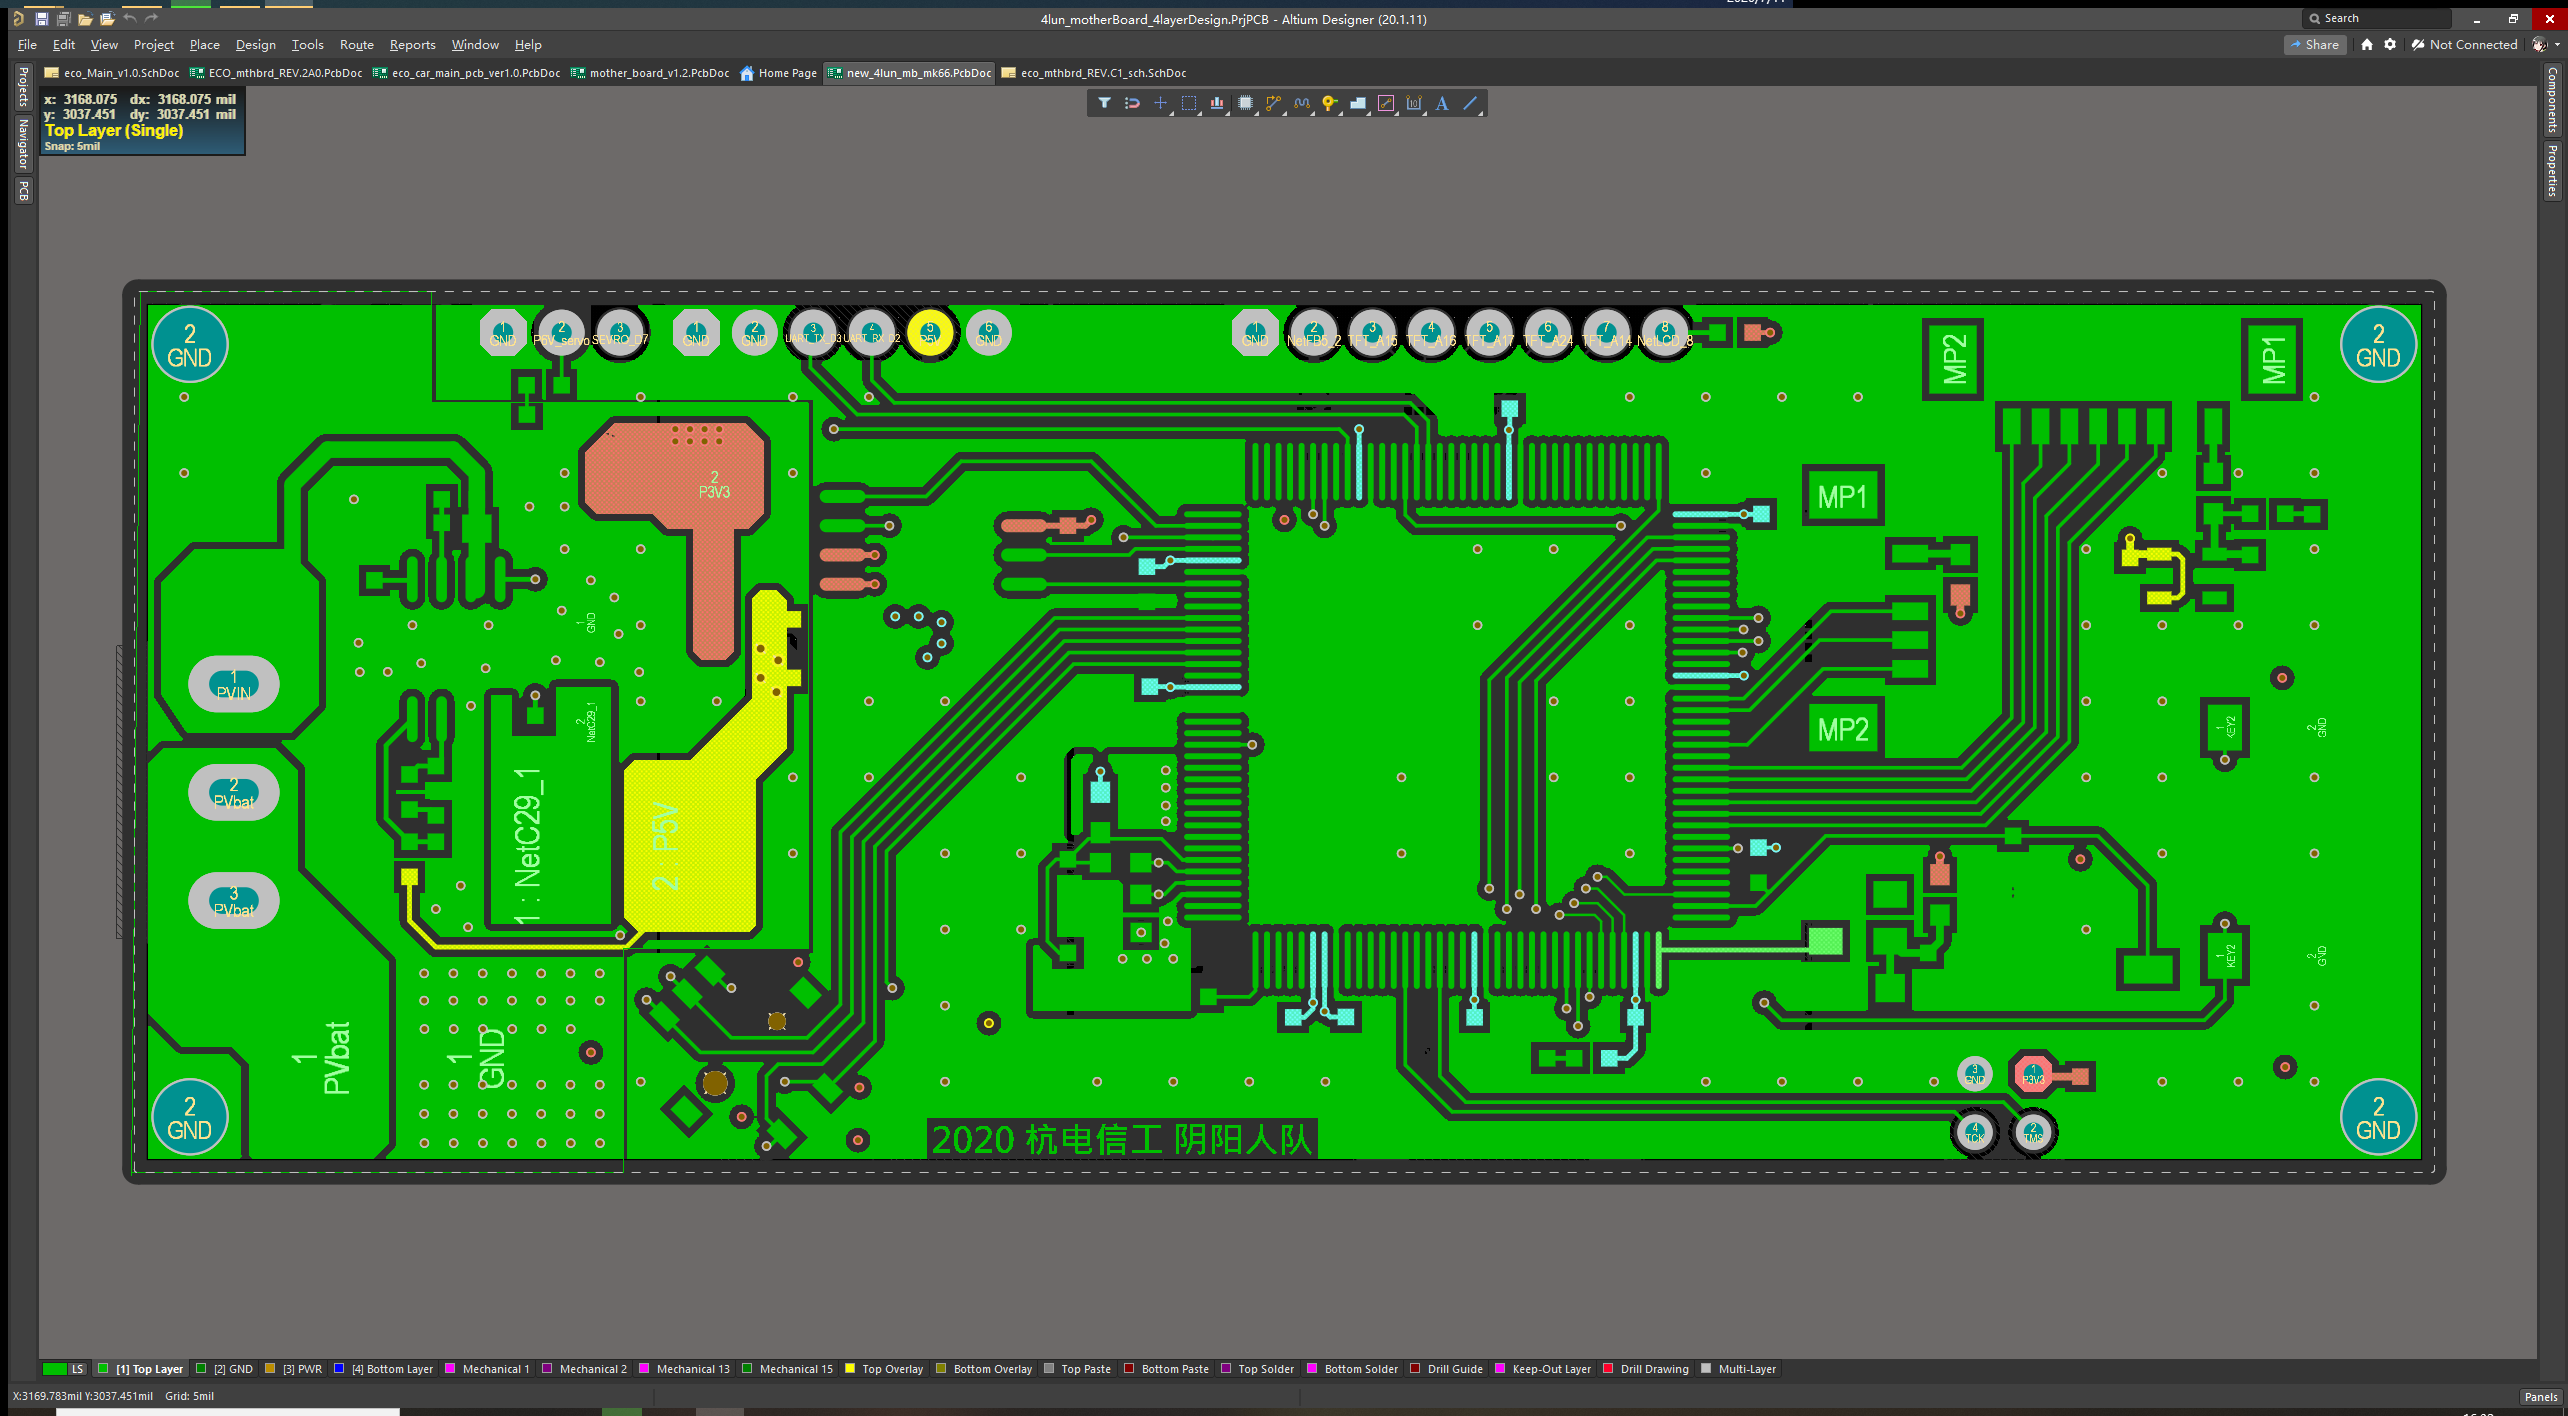 4lun_motherBoard_4layerDesign.PrjPCB - Altium Designer (20.1.11)
Search
File Edit View Project Place Design Tools Route Reports Window Help
Share Not Connected
eco_Main_v1.0.SchDoc ECO_mthbrd_REV.2A0.PcbDoc eco_car_main_pcb_ver1.0.PcbDoc mother_board_v1.2.PcbDoc Home Page new_4lun_mb_mk66.PcbDoc eco_mthbrd_REV.C1_sch.SchDoc
Projects
Navigator
PCB
Components
Properties
x: 3168.075 dx: 3168.075 mil
y: 3037.451 dy: 3037.451 mil
Top Layer (Single)
Snap: 5mil
2
GND
1
GND
2
P6V_servo
3
SEVRO_D7
1
GND
2
GND
3
UART_TX_D3
4
UART_RX_D2
5
P5V
6
GND
1
GND
2
NetFB5_2
3
TFT_A15
4
TFT_A16
5
TFT_A17
6
TFT_A24
7
TFT_A14
8
NetLCD_8
MP2
MP1
2
GND
2
P3V3
MP1
1
GND
1
PVIN
2
NetC29_1
MP2
1
KEY2
2
GND
2
PVbat
1 : NetC29_1
2 : P5V
3
PVbat
1
KEY2
2
GND
1
PVbat
1
GND
3
GND
1
P3V3
2
GND
4
TCK
2
TMS
2
GND
2020 杭电信工 阴阳人队
LS [1] Top Layer [2] GND [3] PWR [4] Bottom Layer Mechanical 1 Mechanical 2 Mechanical 13 Mechanical 15 Top Overlay Bottom Overlay Top Paste Bottom Paste Top Solder Bottom Solder Drill Guide Keep-Out Layer Drill Drawing Multi-Layer
X:3169.783mil Y:3037.451mil Grid: 5mil
Panels